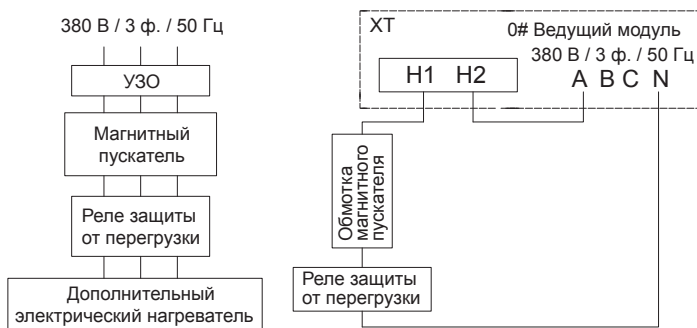 380 В / 3 ф. / 50 Гц
УЗО
Магнитный
пускатель
Реле защиты
от перегрузки
Дополнительный
электрический нагреватель
XT
0# Ведущий модуль
380 В / 3 ф. / 50 Гц
H1 H2
A B C N
Обмотка
магнитного
пускателя
Реле защиты
от перегрузки